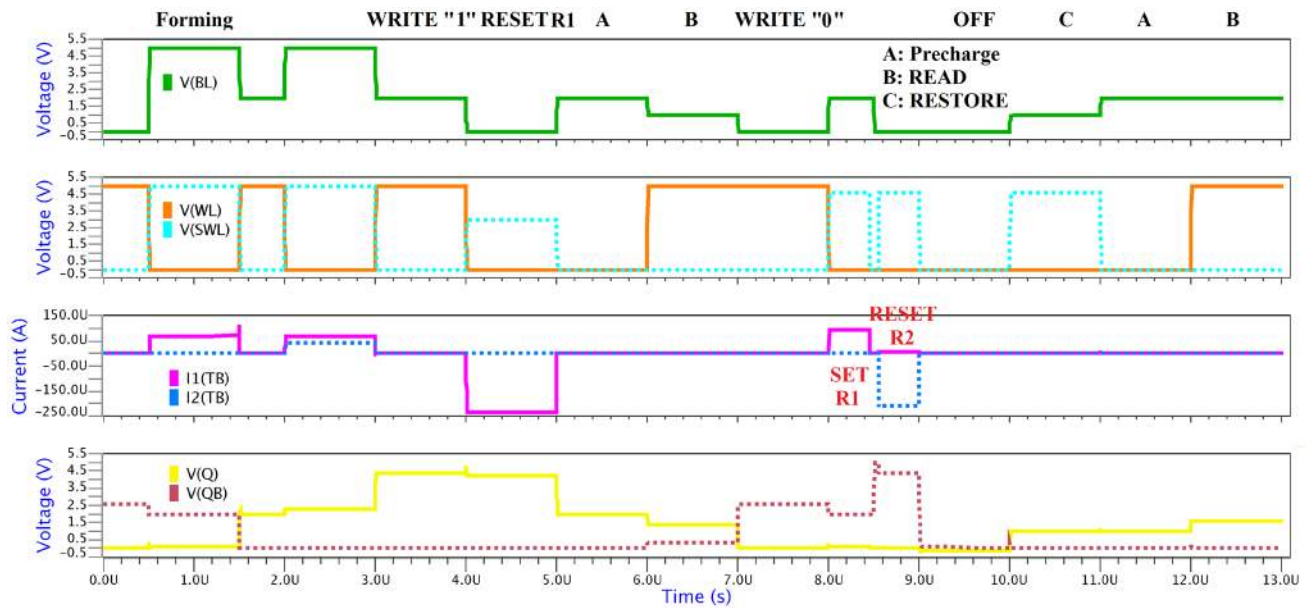 Forming WRITE "1" RESET R1 A B WRITE "0" OFF C A B
5.5
4.5
3.5
2.5
1.5
0.5
-0.5
Voltage (V)
V(BL)
A: Precharge
B: READ
C: RESTORE
5.5
4.5
3.5
2.5
1.5
0.5
-0.5
Voltage (V)
V(WL)
V(SWL)
150.0U
50.0U
-50.0U
-150.0U
-250.0U
Current (A)
I1(TB)
I2(TB)
RESET
R2
SET
R1
5.5
4.5
3.5
2.5
1.5
0.5
-0.5
Voltage (V)
V(Q)
V(QB)
0.0U 1.0U 2.0U 3.0U 4.0U 5.0U 6.0U 7.0U 8.0U 9.0U 10.0U 11.0U 12.0U 13.0U
Time (s)